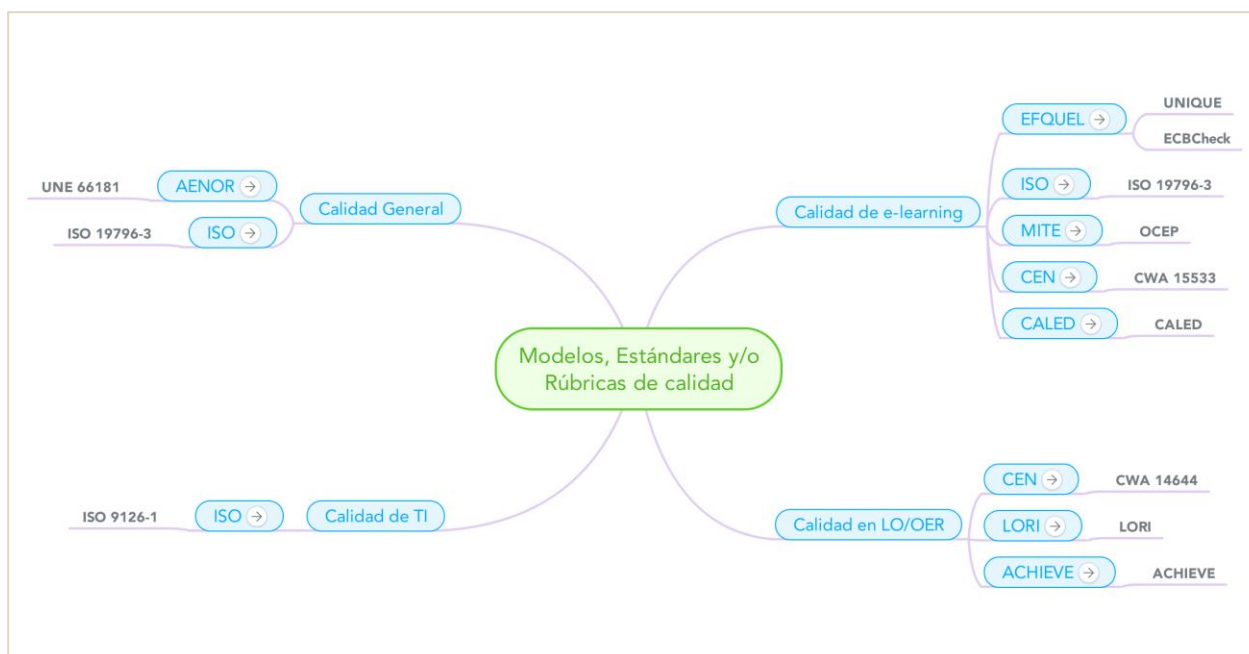 Modelos, Estándares y/o
Rúbricas de calidad
Calidad General
AENOR
UNE 66181
ISO
ISO 19796-3
Calidad de TI
ISO
ISO 9126-1
Calidad de e-learning
EFQUEL
UNIQUE
ECBCheck
ISO
ISO 19796-3
MITE
OCEP
CEN
CWA 15533
CALED
CALED
Calidad en LO/OER
CEN
CWA 14644
LORI
LORI
ACHIEVE
ACHIEVE